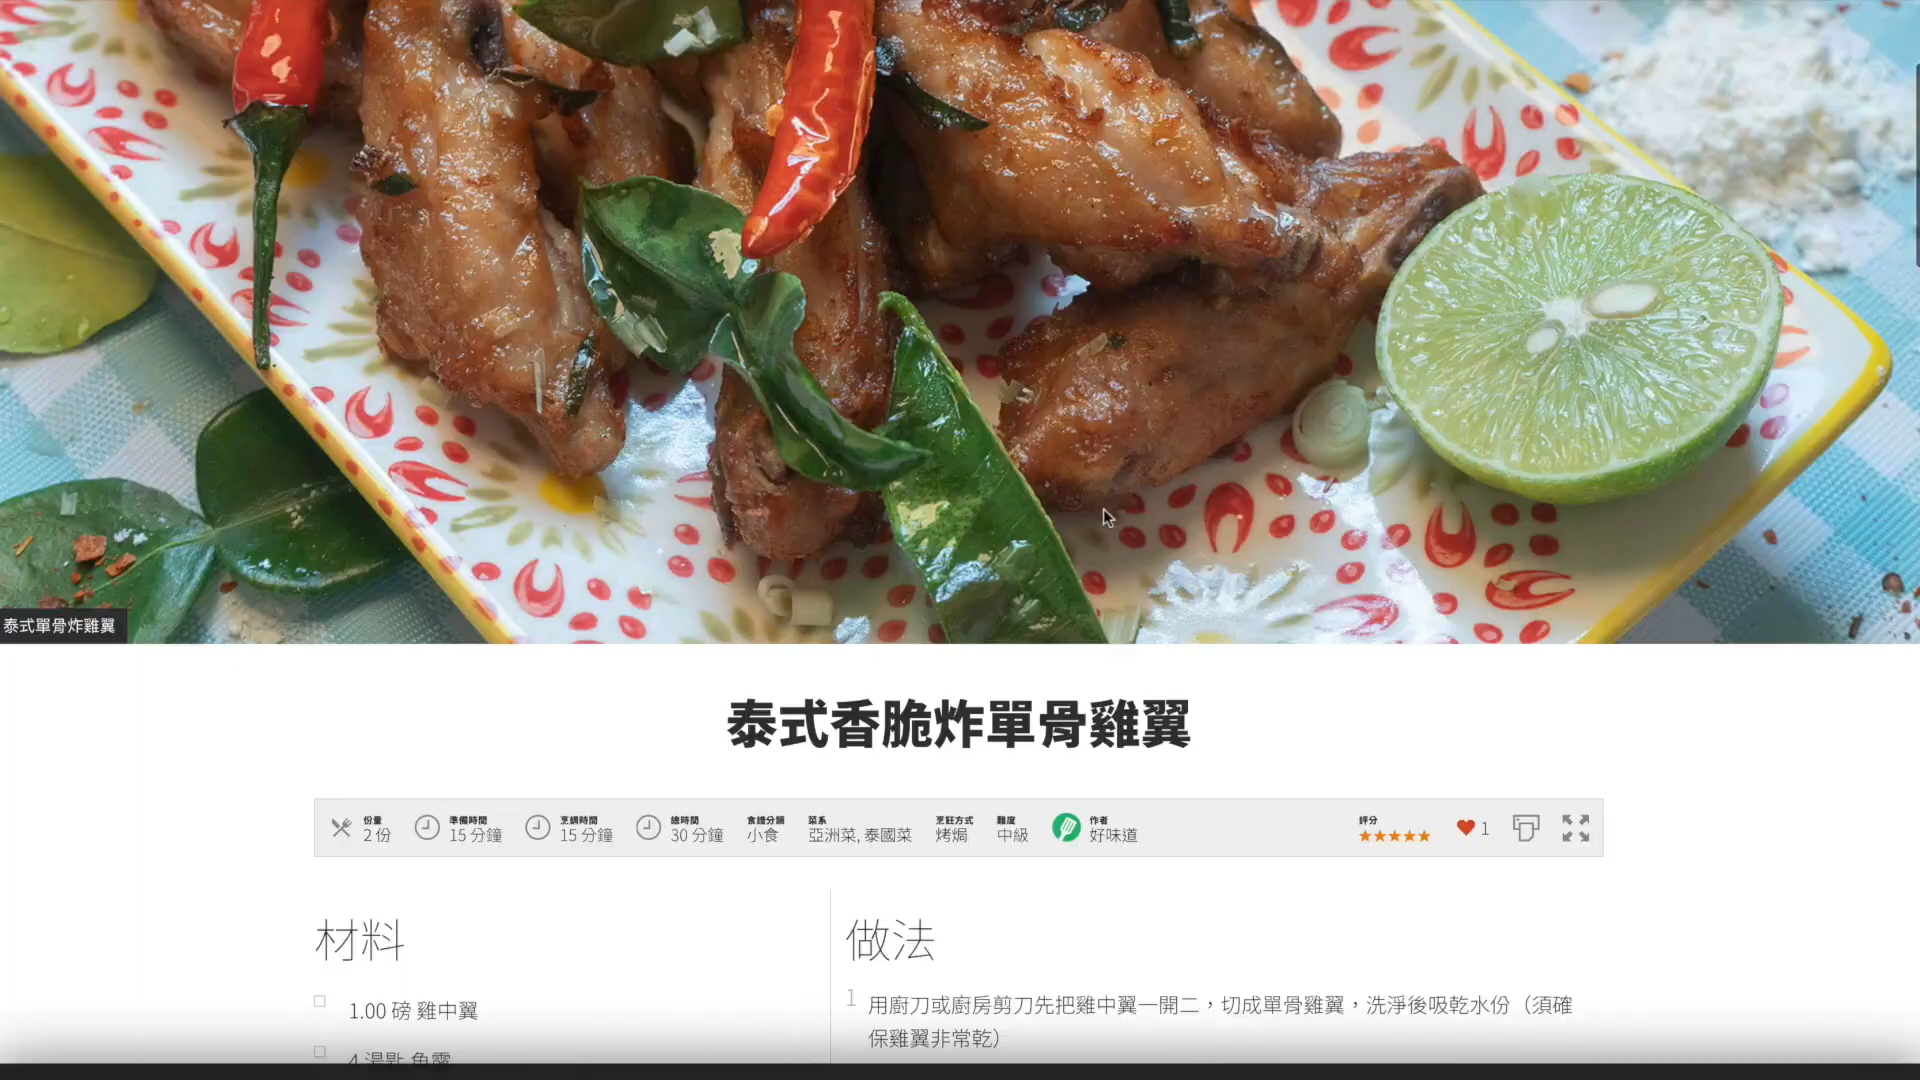 泰式單骨炸雞翼
泰式香脆炸單骨雞翼
份量
2 份
準備時間
15 分鐘
烹調時間
15 分鐘
總時間
30 分鐘
食譜分類
小食
菜系
亞洲菜, 泰國菜
烹飪方式
烤焗
難度
中級
作者
好味道
評分
1
材料
做法
1.00 磅 雞中翼
4 湯匙 魚露
1
用廚刀或廚房剪刀先把雞中翼一開二，切成單骨雞翼，洗淨後吸乾水份（須確
保雞翼非常乾）